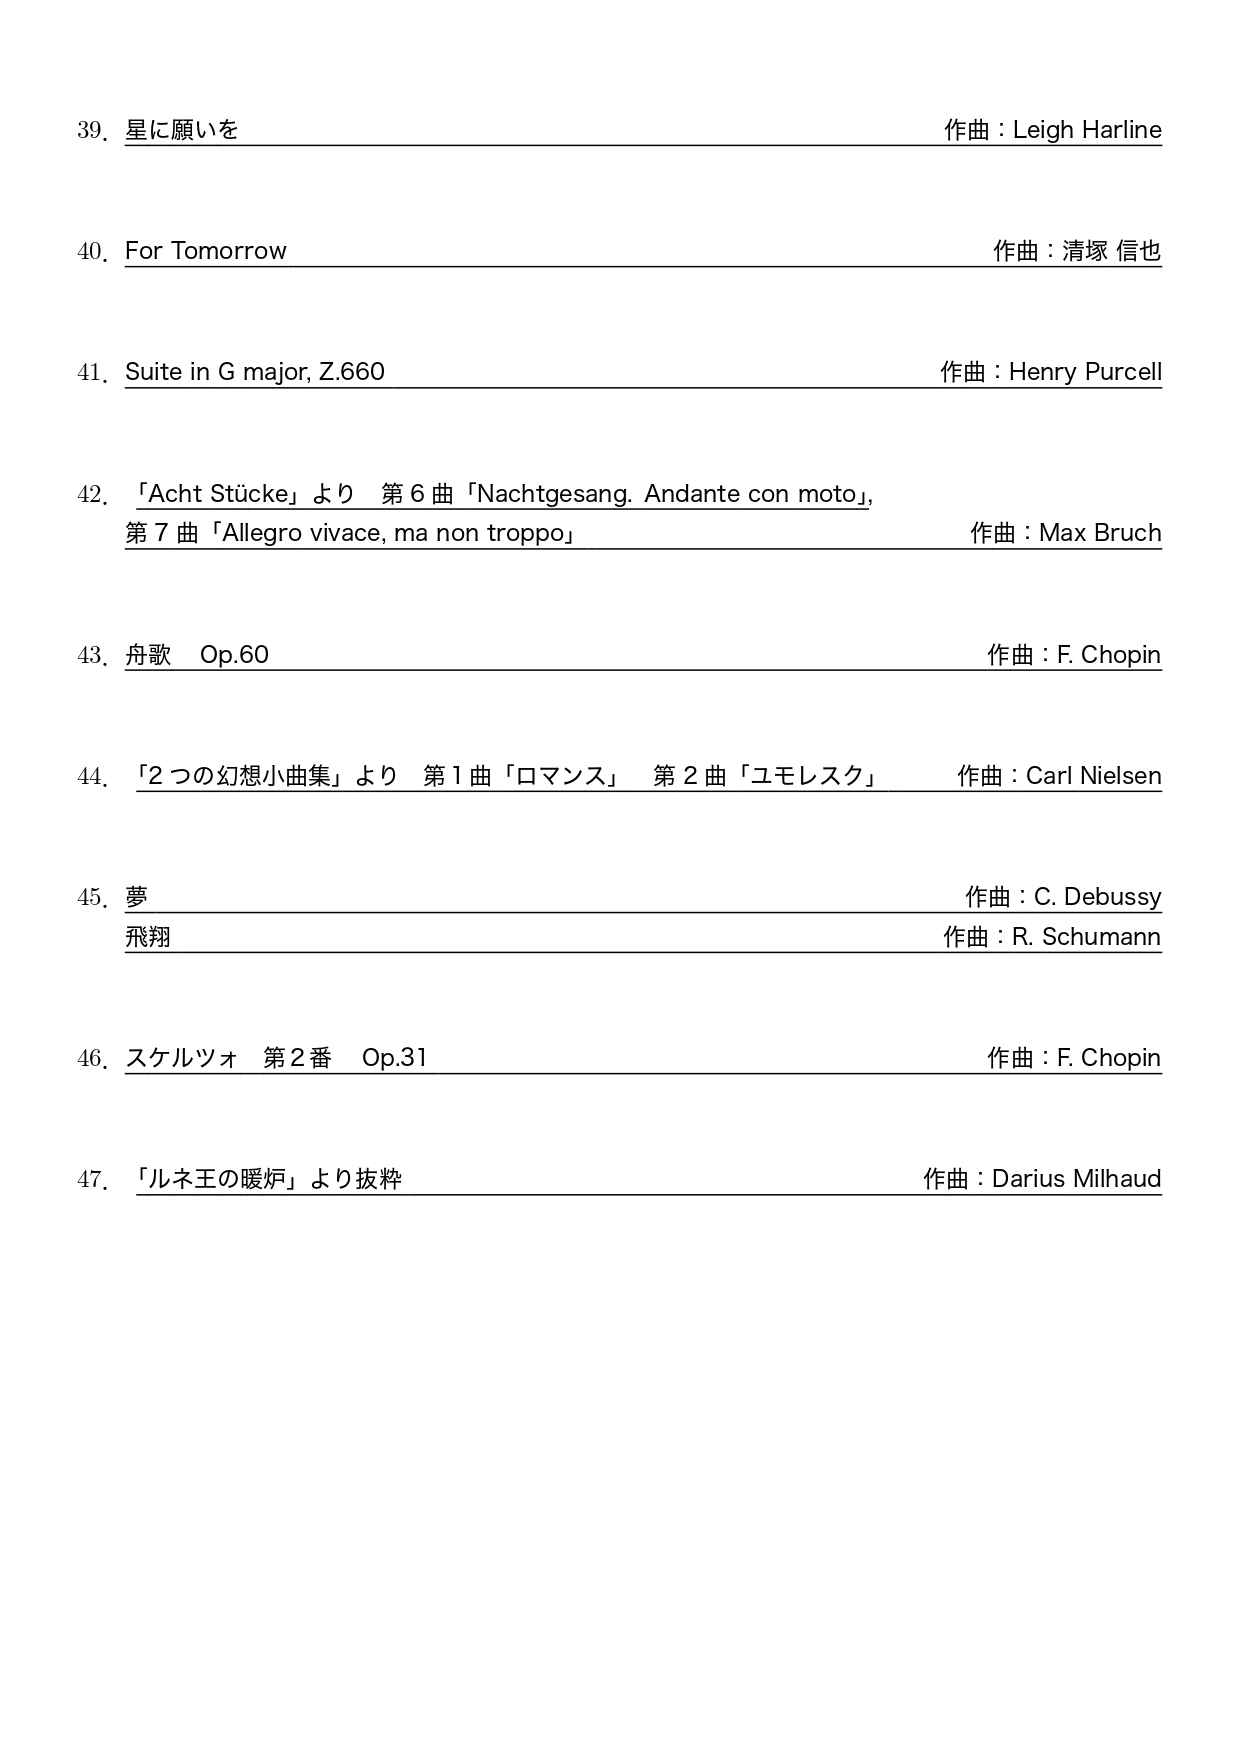 39. 星に願いを 作曲：Leigh Harline
40. For Tomorrow 作曲：清塚 信也
41. Suite in G major, Z.660 作曲：Henry Purcell
42. 「Acht Stücke」より　第 6 曲「Nachtgesang. Andante con moto」,
第 7 曲「Allegro vivace, ma non troppo」 作曲：Max Bruch
43. 舟歌　Op.60 作曲：F. Chopin
44. 「2 つの幻想小曲集」より　第 1 曲「ロマンス」　第 2 曲「ユモレスク」 作曲：Carl Nielsen
45. 夢 作曲：C. Debussy
飛翔 作曲：R. Schumann
46. スケルツォ　第２番　Op.31 作曲：F. Chopin
47. 「ルネ王の暖炉」より抜粋 作曲：Darius Milhaud